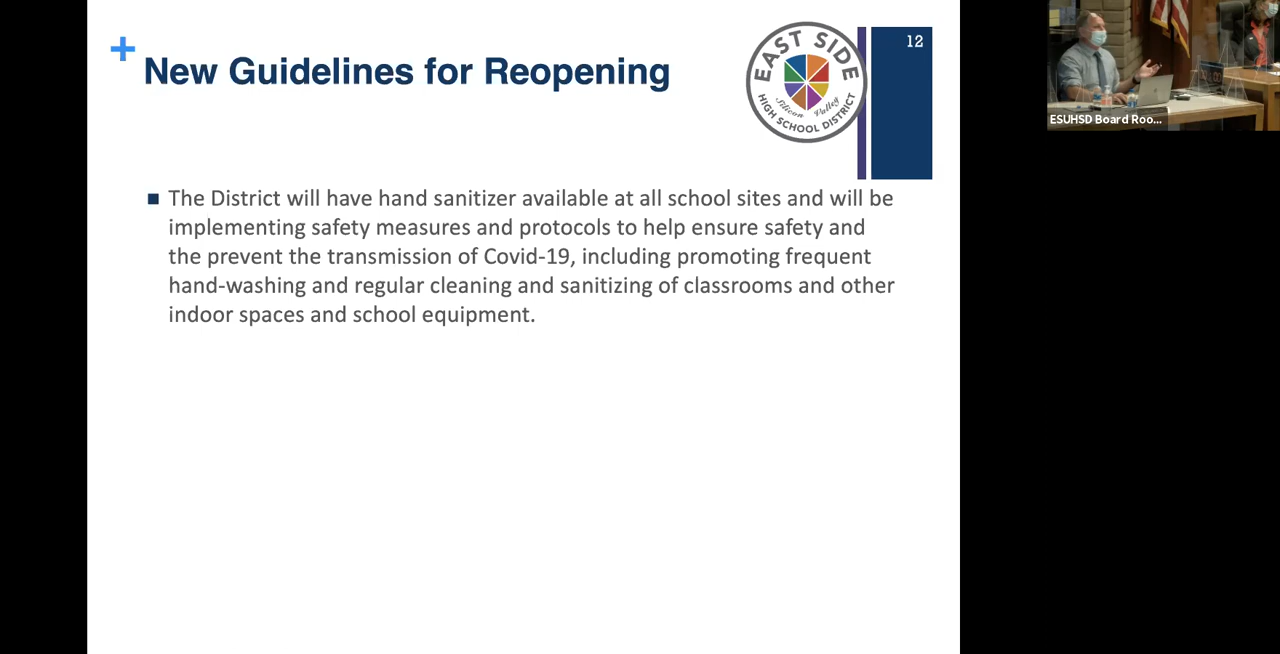 +
New Guidelines for Reopening
EAST SIDE
Silicon Valley
HIGH SCHOOL DISTRICT
12
ESUHSD Board Roo...
■ The District will have hand sanitizer available at all school sites and will be
implementing safety measures and protocols to help ensure safety and
the prevent the transmission of Covid-19, including promoting frequent
hand-washing and regular cleaning and sanitizing of classrooms and other
indoor spaces and school equipment.